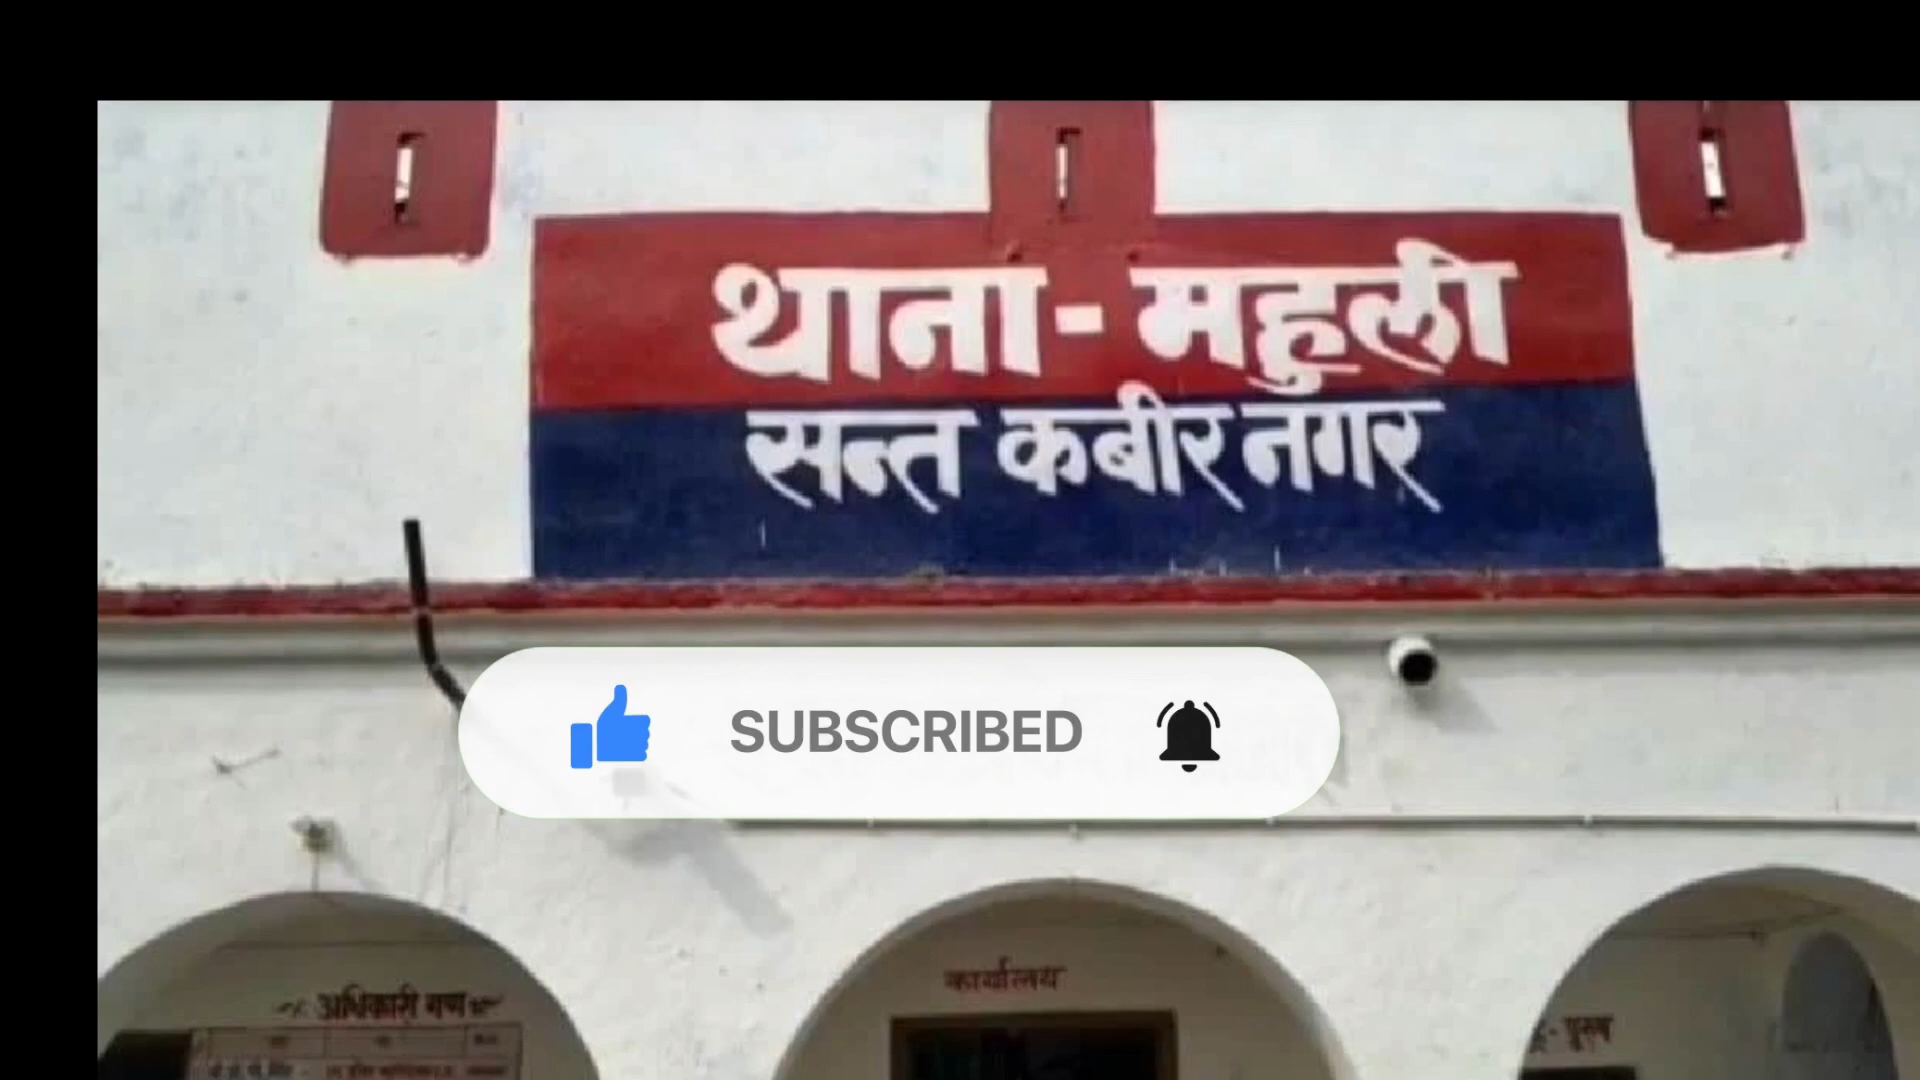 थाना - महुली
सन्त कबीर नगर
SUBSCRIBED
कार्यालय
अधिकारी गण
पुरुष